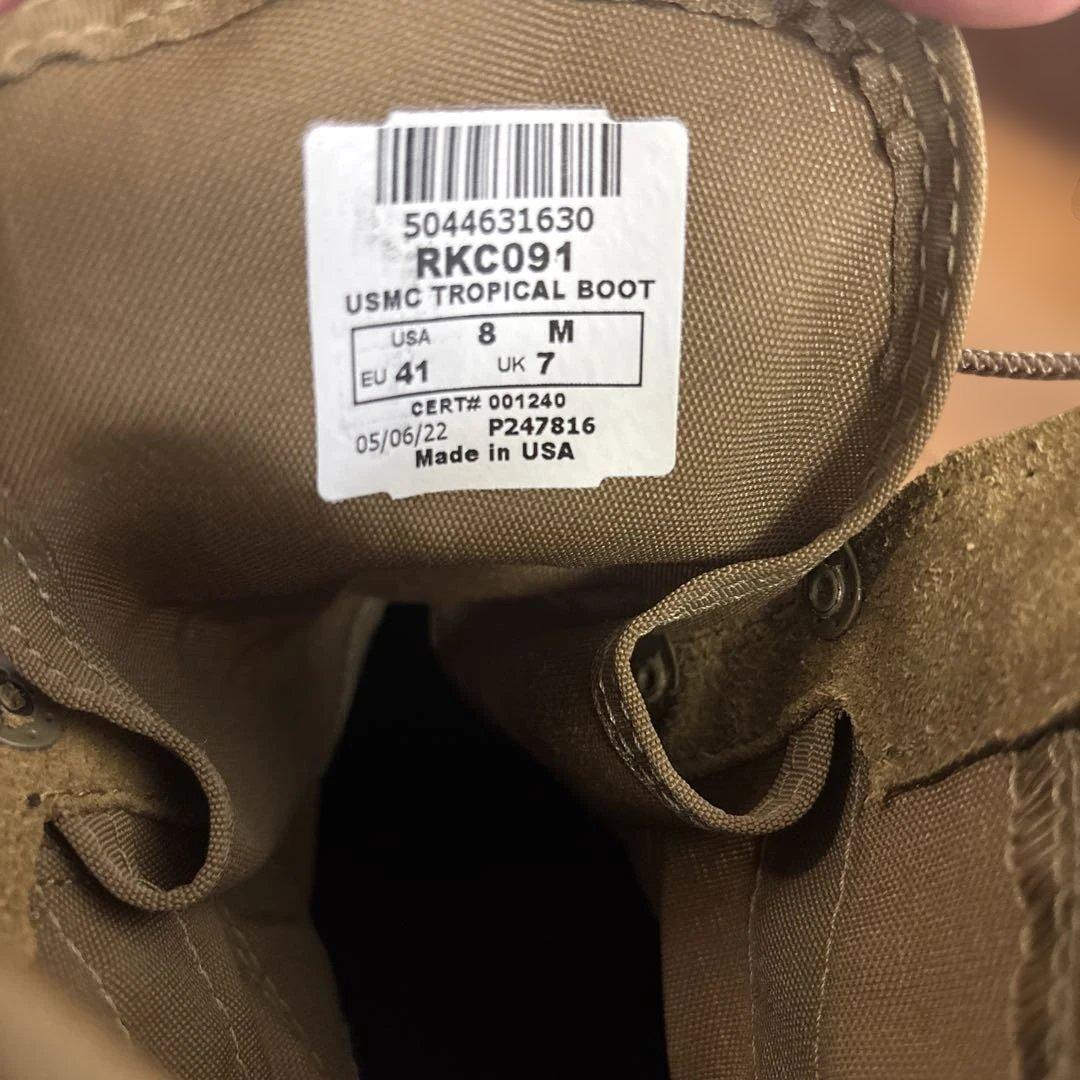 5044631630
RKC091
USMC TROPICAL BOOT
USA 8 M
EU 41 UK 7
CERT# 001240
05/06/22 P247816
Made in USA